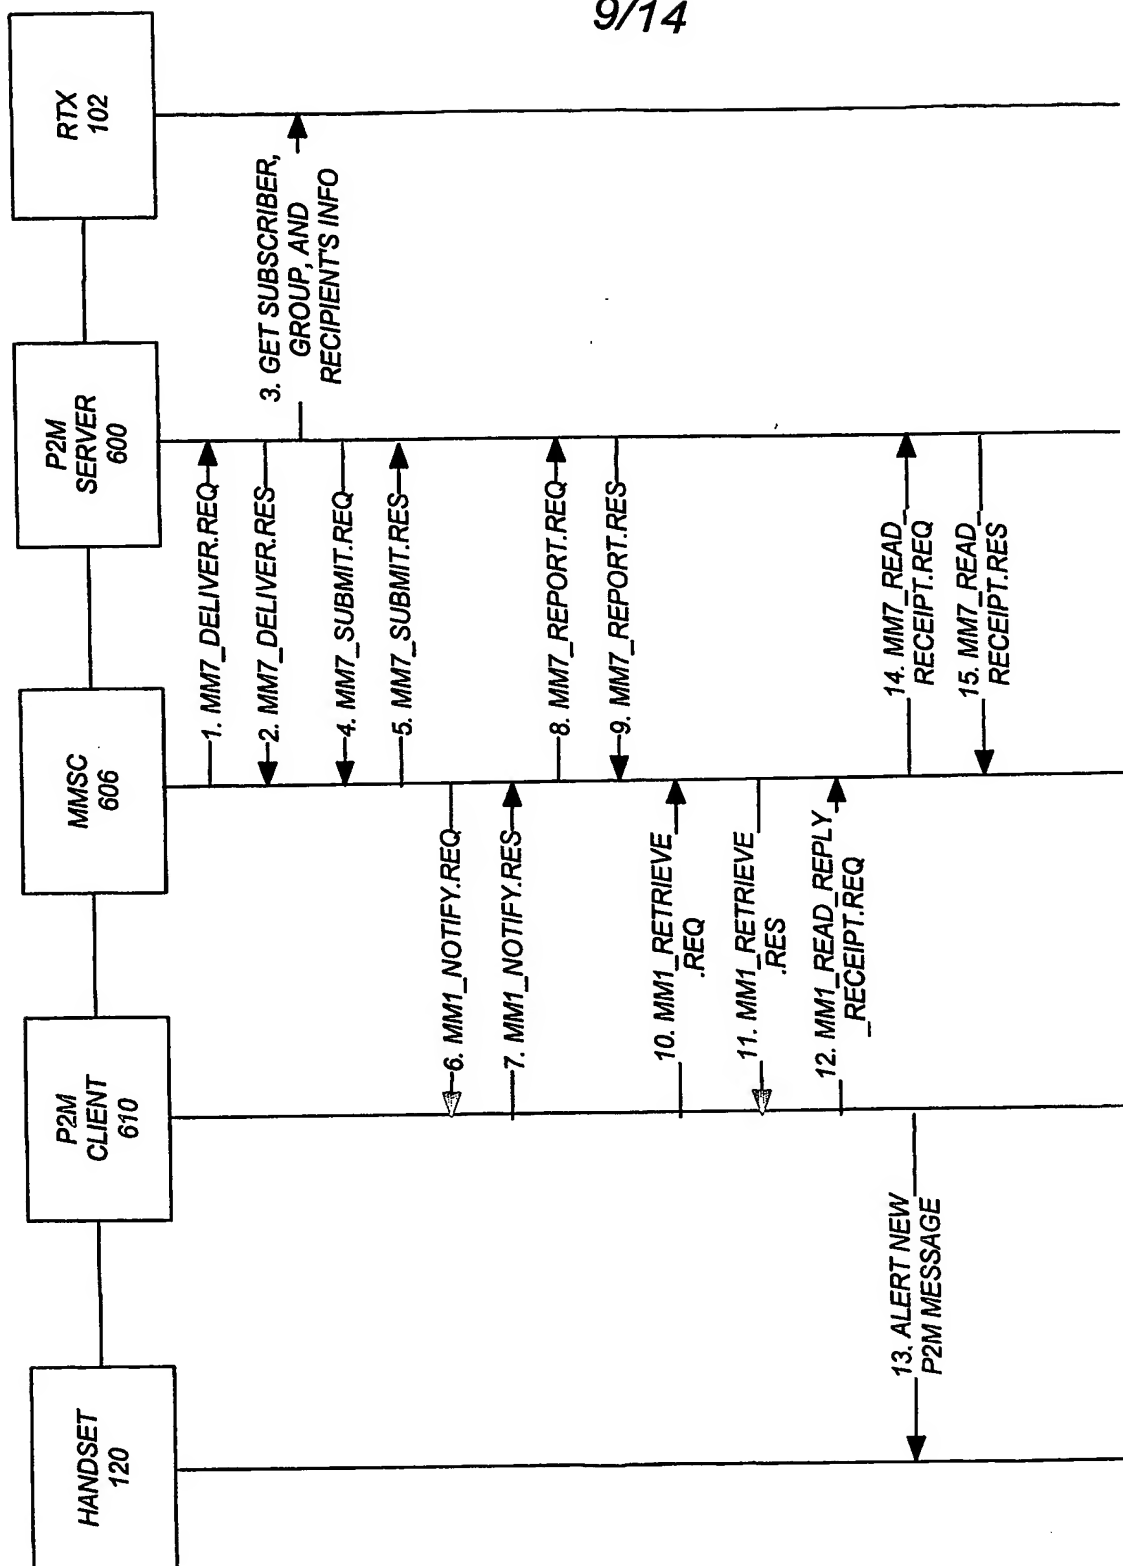 9/14
RTX
102
P2M
SERVER
600
MMSC
606
P2M
CLIENT
610
HANDSET
120
1. MM7_DELIVER.REQ
2. MM7_DELIVER.RES
3. GET SUBSCRIBER,
GROUP, AND
RECIPIENT'S INFO
4. MM7_SUBMIT.REQ
5. MM7_SUBMIT.RES
6. MM1_NOTIFY.REQ
7. MM1_NOTIFY.RES
8. MM7_REPORT.REQ
9. MM7_REPORT.RES
10. MM1_RETRIEVE
.REQ
11. MM1_RETRIEVE
.RES
12. MM1_READ_REPLY
_RECEIPT.REQ
13. ALERT NEW
P2M MESSAGE
14. MM7_READ
RECEIPT.REQ
15. MM7_READ
RECEIPT.RES